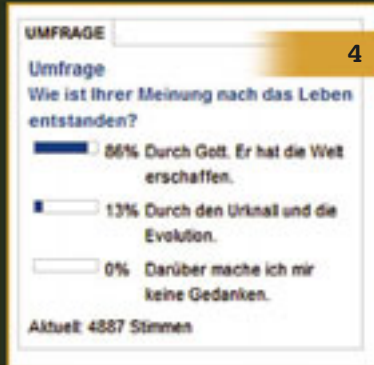 UMFRAGE
4
Umfrage
Wie ist Ihrer Meinung nach das Leben
entstanden?
86% Durch Gott. Er hat die Welt
erschaffen.
13% Durch den Urknall und die
Evolution.
0% Darüber mache ich mir
keine Gedanken.
Aktuell: 4887 Stimmen